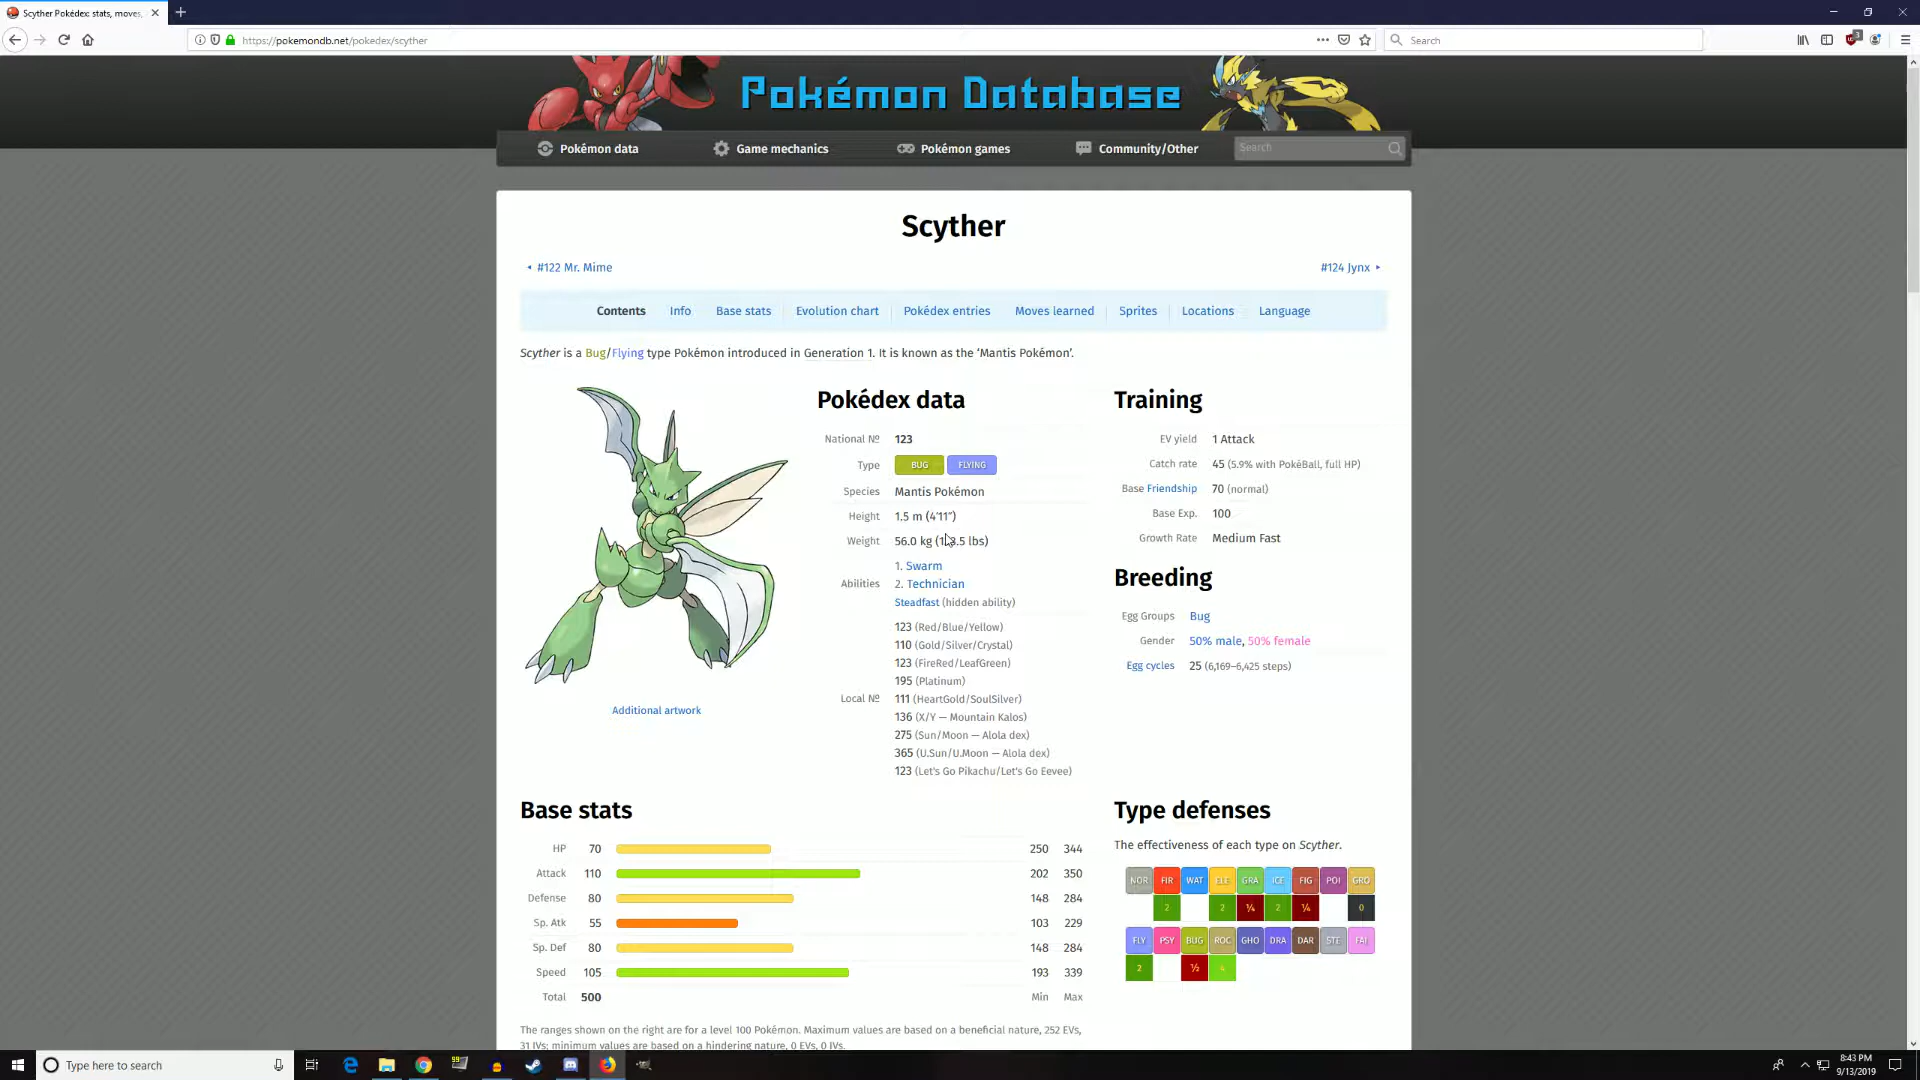 Scyther Pokédex: stats, moves,
https://pokemondb.net/pokedex/scyther
Search
3
Pokémon Database
Pokémon data
Game mechanics
Pokémon games
Community/Other
Search
Scyther
#122 Mr. Mime
#124 Jynx
Contents Info Base stats Evolution chart Pokédex entries Moves learned Sprites Locations Language
Scyther is a Bug/Flying type Pokémon introduced in Generation 1. It is known as the ‘Mantis Pokémon’.
Additional artwork
Pokédex data
National № 123
Type BUG FLYING
Species Mantis Pokémon
Height 1.5 m (4′11″)
Weight 56.0 kg lbs)
Abilities
1. Swarm
2. Technician
Steadfast (hidden ability)
Local №
123 (Red/Blue/Yellow)
110 (Gold/Silver/Crystal)
123 (FireRed/LeafGreen)
195 (Platinum)
111 (HeartGold/SoulSilver)
136 (X/Y — Mountain Kalos)
275 (Sun/Moon — Alola dex)
365 (U.Sun/U.Moon — Alola dex)
123 (Let's Go Pikachu/Let's Go Eevee)
Training
EV yield 1 Attack
Catch rate 45 (5.9% with PokéBall, full HP)
Base Friendship 70 (normal)
Base Exp. 100
Growth Rate Medium Fast
Breeding
Egg Groups Bug
Gender 50% male, 50% female
Egg cycles 25 (6,169–6,425 steps)
Base stats
HP 70 250 344
Attack 110 202 350
Defense 80 148 284
Sp. Atk 55 103 229
Sp. Def 80 148 284
Speed 105 193 339
Total 500 Min Max
The ranges shown on the right are for a level 100 Pokémon. Maximum values are based on a beneficial nature, 252 EVs,
31 IVs; minimum values are based on a hindering nature, 0 EVs, 0 IVs.
Type defenses
The effectiveness of each type on Scyther.
NOR FIR WAT ELE GRA ICE FIG POI GRO
2 2 ¼ 2 ¼ 0
FLY PSY BUG ROC GHO DRA DAR STE FAI
2 ½ 4
Type here to search
8:43 PM
9/13/2019